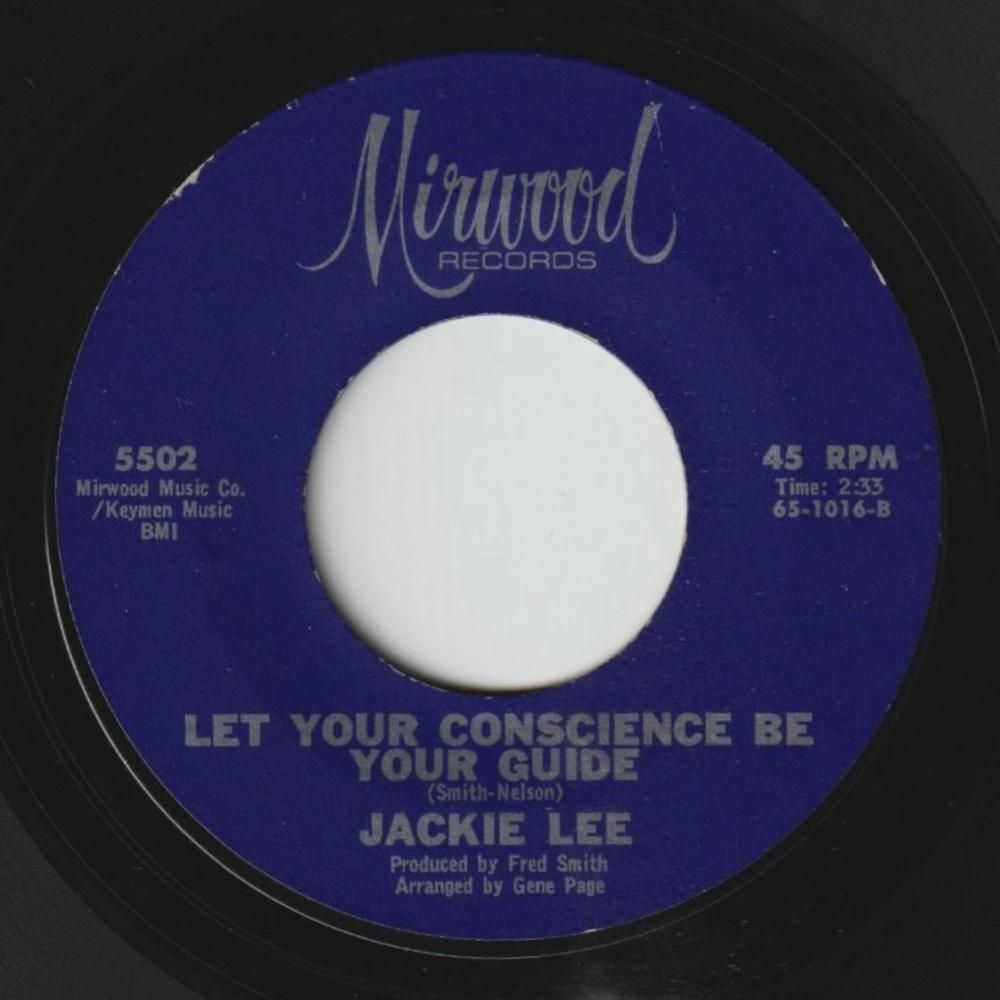 Mirwood
RECORDS
5502
Mirwood Music Co.
/Keymen Music
BMI
45 RPM
Time: 2:33
65-1016-B
LET YOUR CONSCIENCE BE
YOUR GUIDE
(Smith-Nelson)
JACKIE LEE
Produced by Fred Smith
Arranged by Gene Page